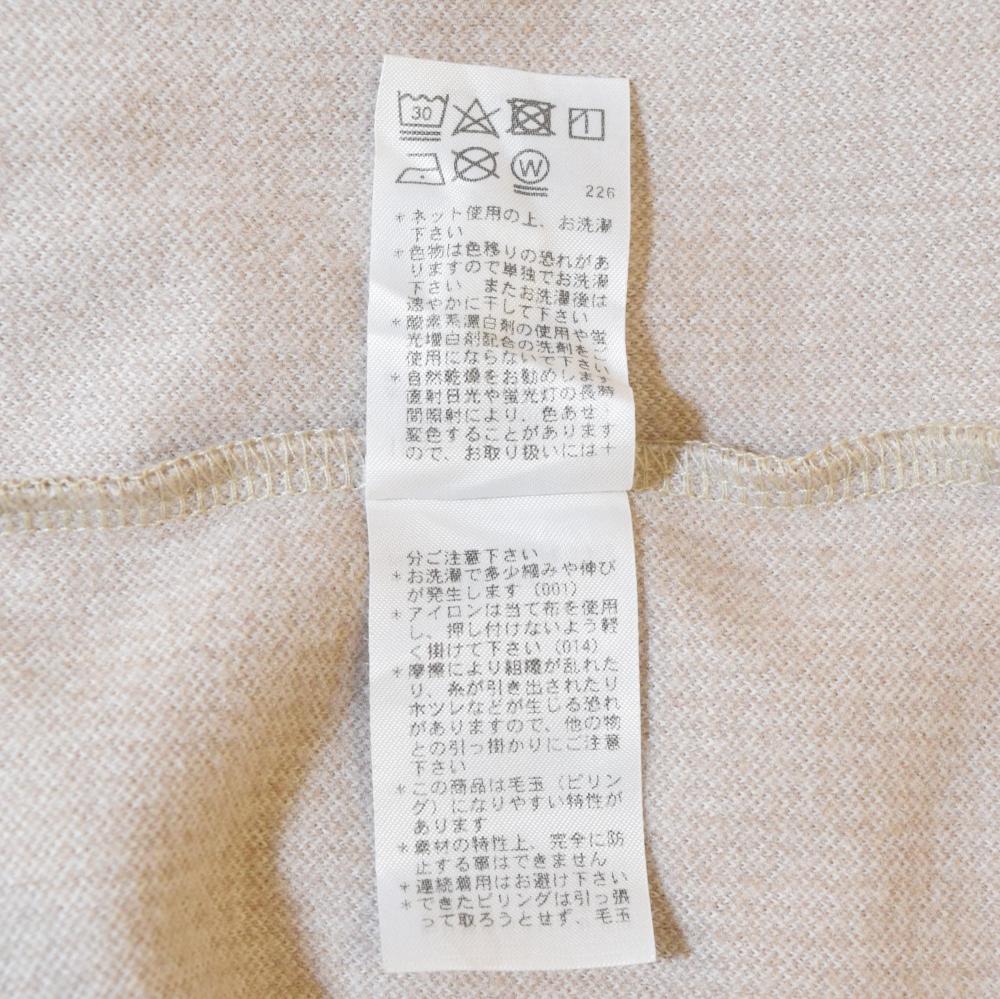 30
W
226
*ネット使用の上、お洗濯
下さい
*色物は色移りの恐れがあ
りますので単独でお洗濯
下さい またお洗濯後は
速やかに干して下さい
*酸素系漂白剤の使用や蛍
光増白剤配合の洗剤をご
使用にならないで下さい。
*自然乾燥をお勧めします。
直射日光や蛍光灯の長時
間照射により、色あせ・
変色することがあります
ので、お取り扱いには十
分ご注意下さい
*お洗濯で多少縮みや伸び
が発生します(001)
*アイロンは当て布を使用
し、押し付けないよう軽
く掛けて下さい(014)
*摩擦により組織が乱れた
り、糸が引き出されたり
ホツレなどが生じる恐れ
がありますので、他の物
との引っ掛かりにご注意
下さい
*この商品は毛玉(ピリン
グ)になりやすい特性が
あります
*素材の特性上、完全に防
止する事はできません
*連続着用はお避け下さい
*できたピリングは引っ張
って取ろうとせず、毛玉